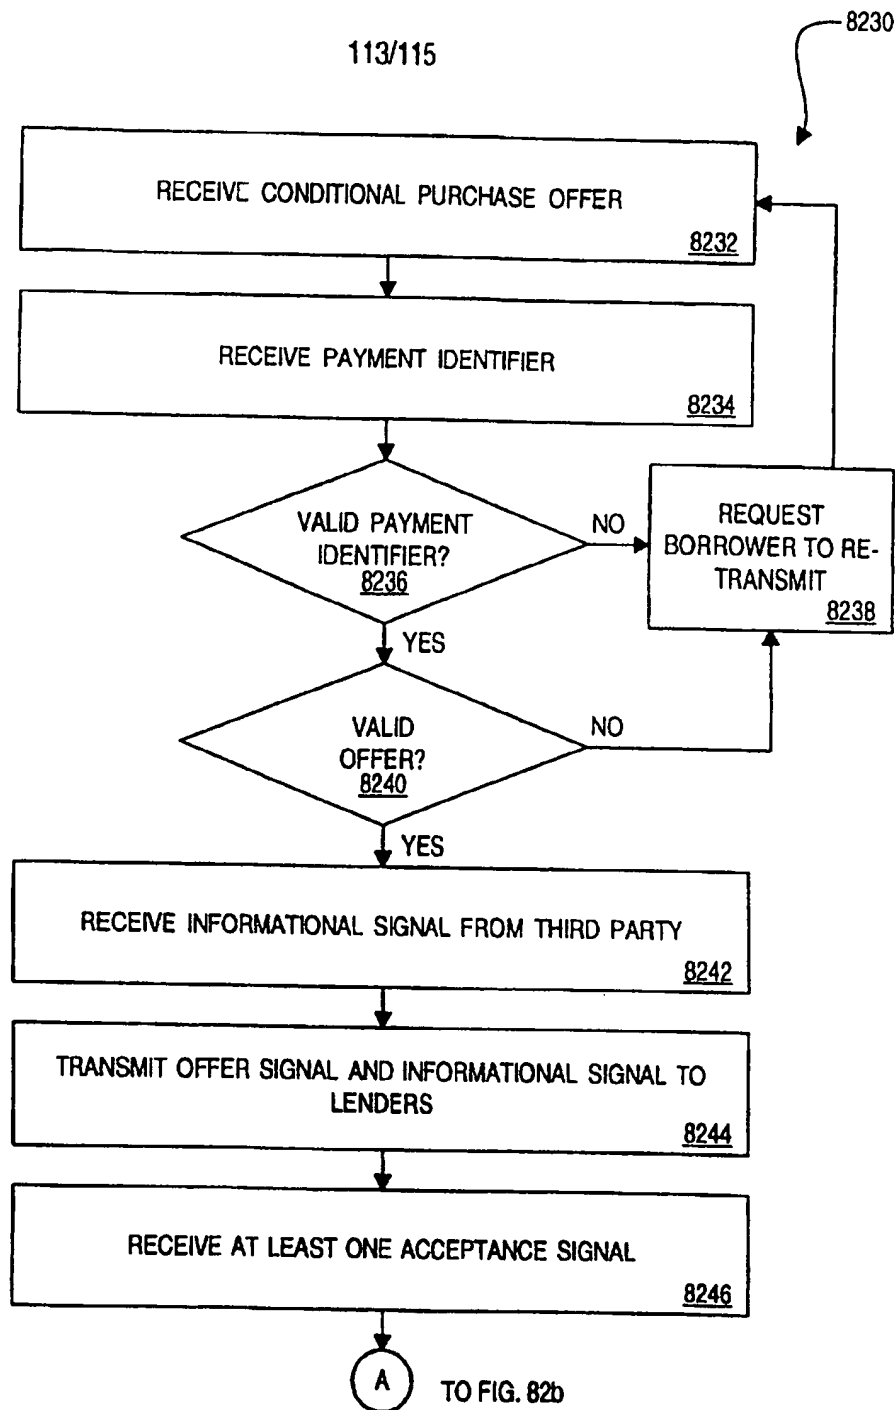 8230
113/115
RECEIVE CONDITIONAL PURCHASE OFFER
8232
RECEIVE PAYMENT IDENTIFIER
8234
VALID PAYMENT
IDENTIFIER?
8236
NO
REQUEST
BORROWER TO RE-
TRANSMIT
8238
YES
VALID
OFFER?
8240
NO
YES
RECEIVE INFORMATIONAL SIGNAL FROM THIRD PARTY
8242
TRANSMIT OFFER SIGNAL AND INFORMATIONAL SIGNAL TO
LENDERS
8244
RECEIVE AT LEAST ONE ACCEPTANCE SIGNAL
8246
A
TO FIG. 82b